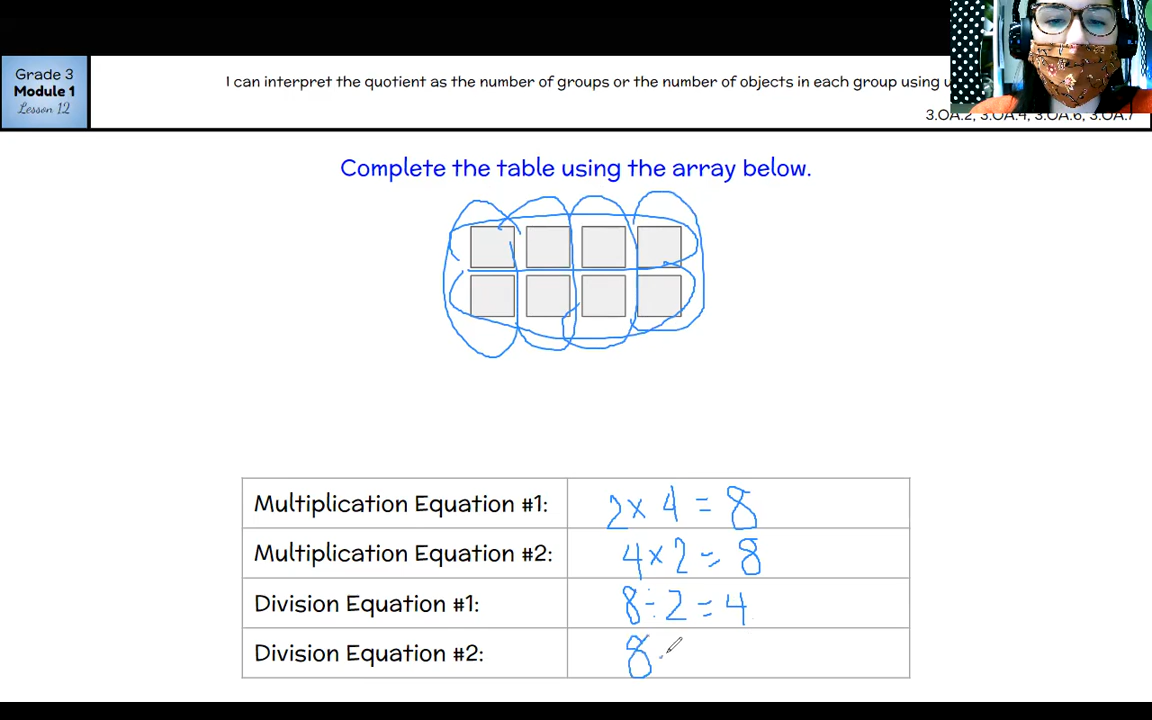 Grade 3
Module 1
Lesson 12
I can interpret the quotient as the number of groups or the number of objects in each group using
3.OA.2, 3.OA.4, 3.OA.6, 3.OA.7
Complete the table using the array below.
Multiplication Equation #1: 2 x 4 = 8
Multiplication Equation #2: 4 x 2 = 8
Division Equation #1: 8 ÷ 2 = 4
Division Equation #2: 8